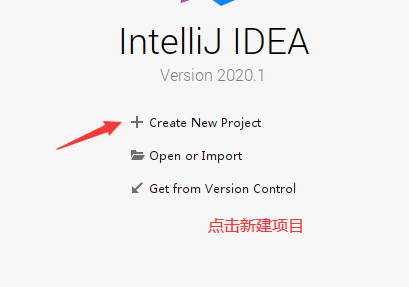 IntelliJ IDEA
Version 2020.1
Create New Project
Open or Import
Get from Version Control
点击新建项目